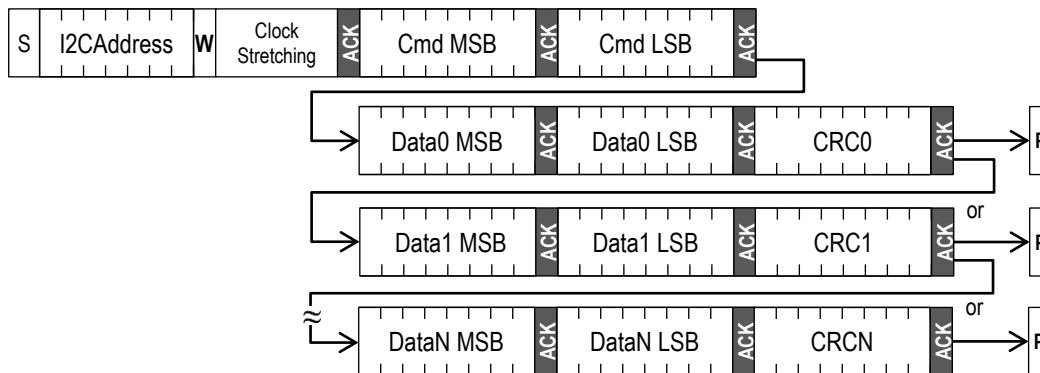 S I2CAddress W Clock Stretching ACK Cmd MSB ACK Cmd LSB ACK
Data0 MSB ACK Data0 LSB ACK CRC0 ACK P
or
Data1 MSB ACK Data1 LSB ACK CRC1 ACK P
or
DataN MSB ACK DataN LSB ACK CRCN ACK P